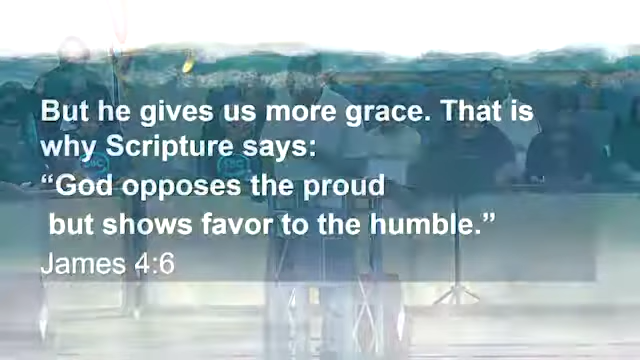 But he gives us more grace. That is
why Scripture says:
“God opposes the proud
but shows favor to the humble.”
James 4:6